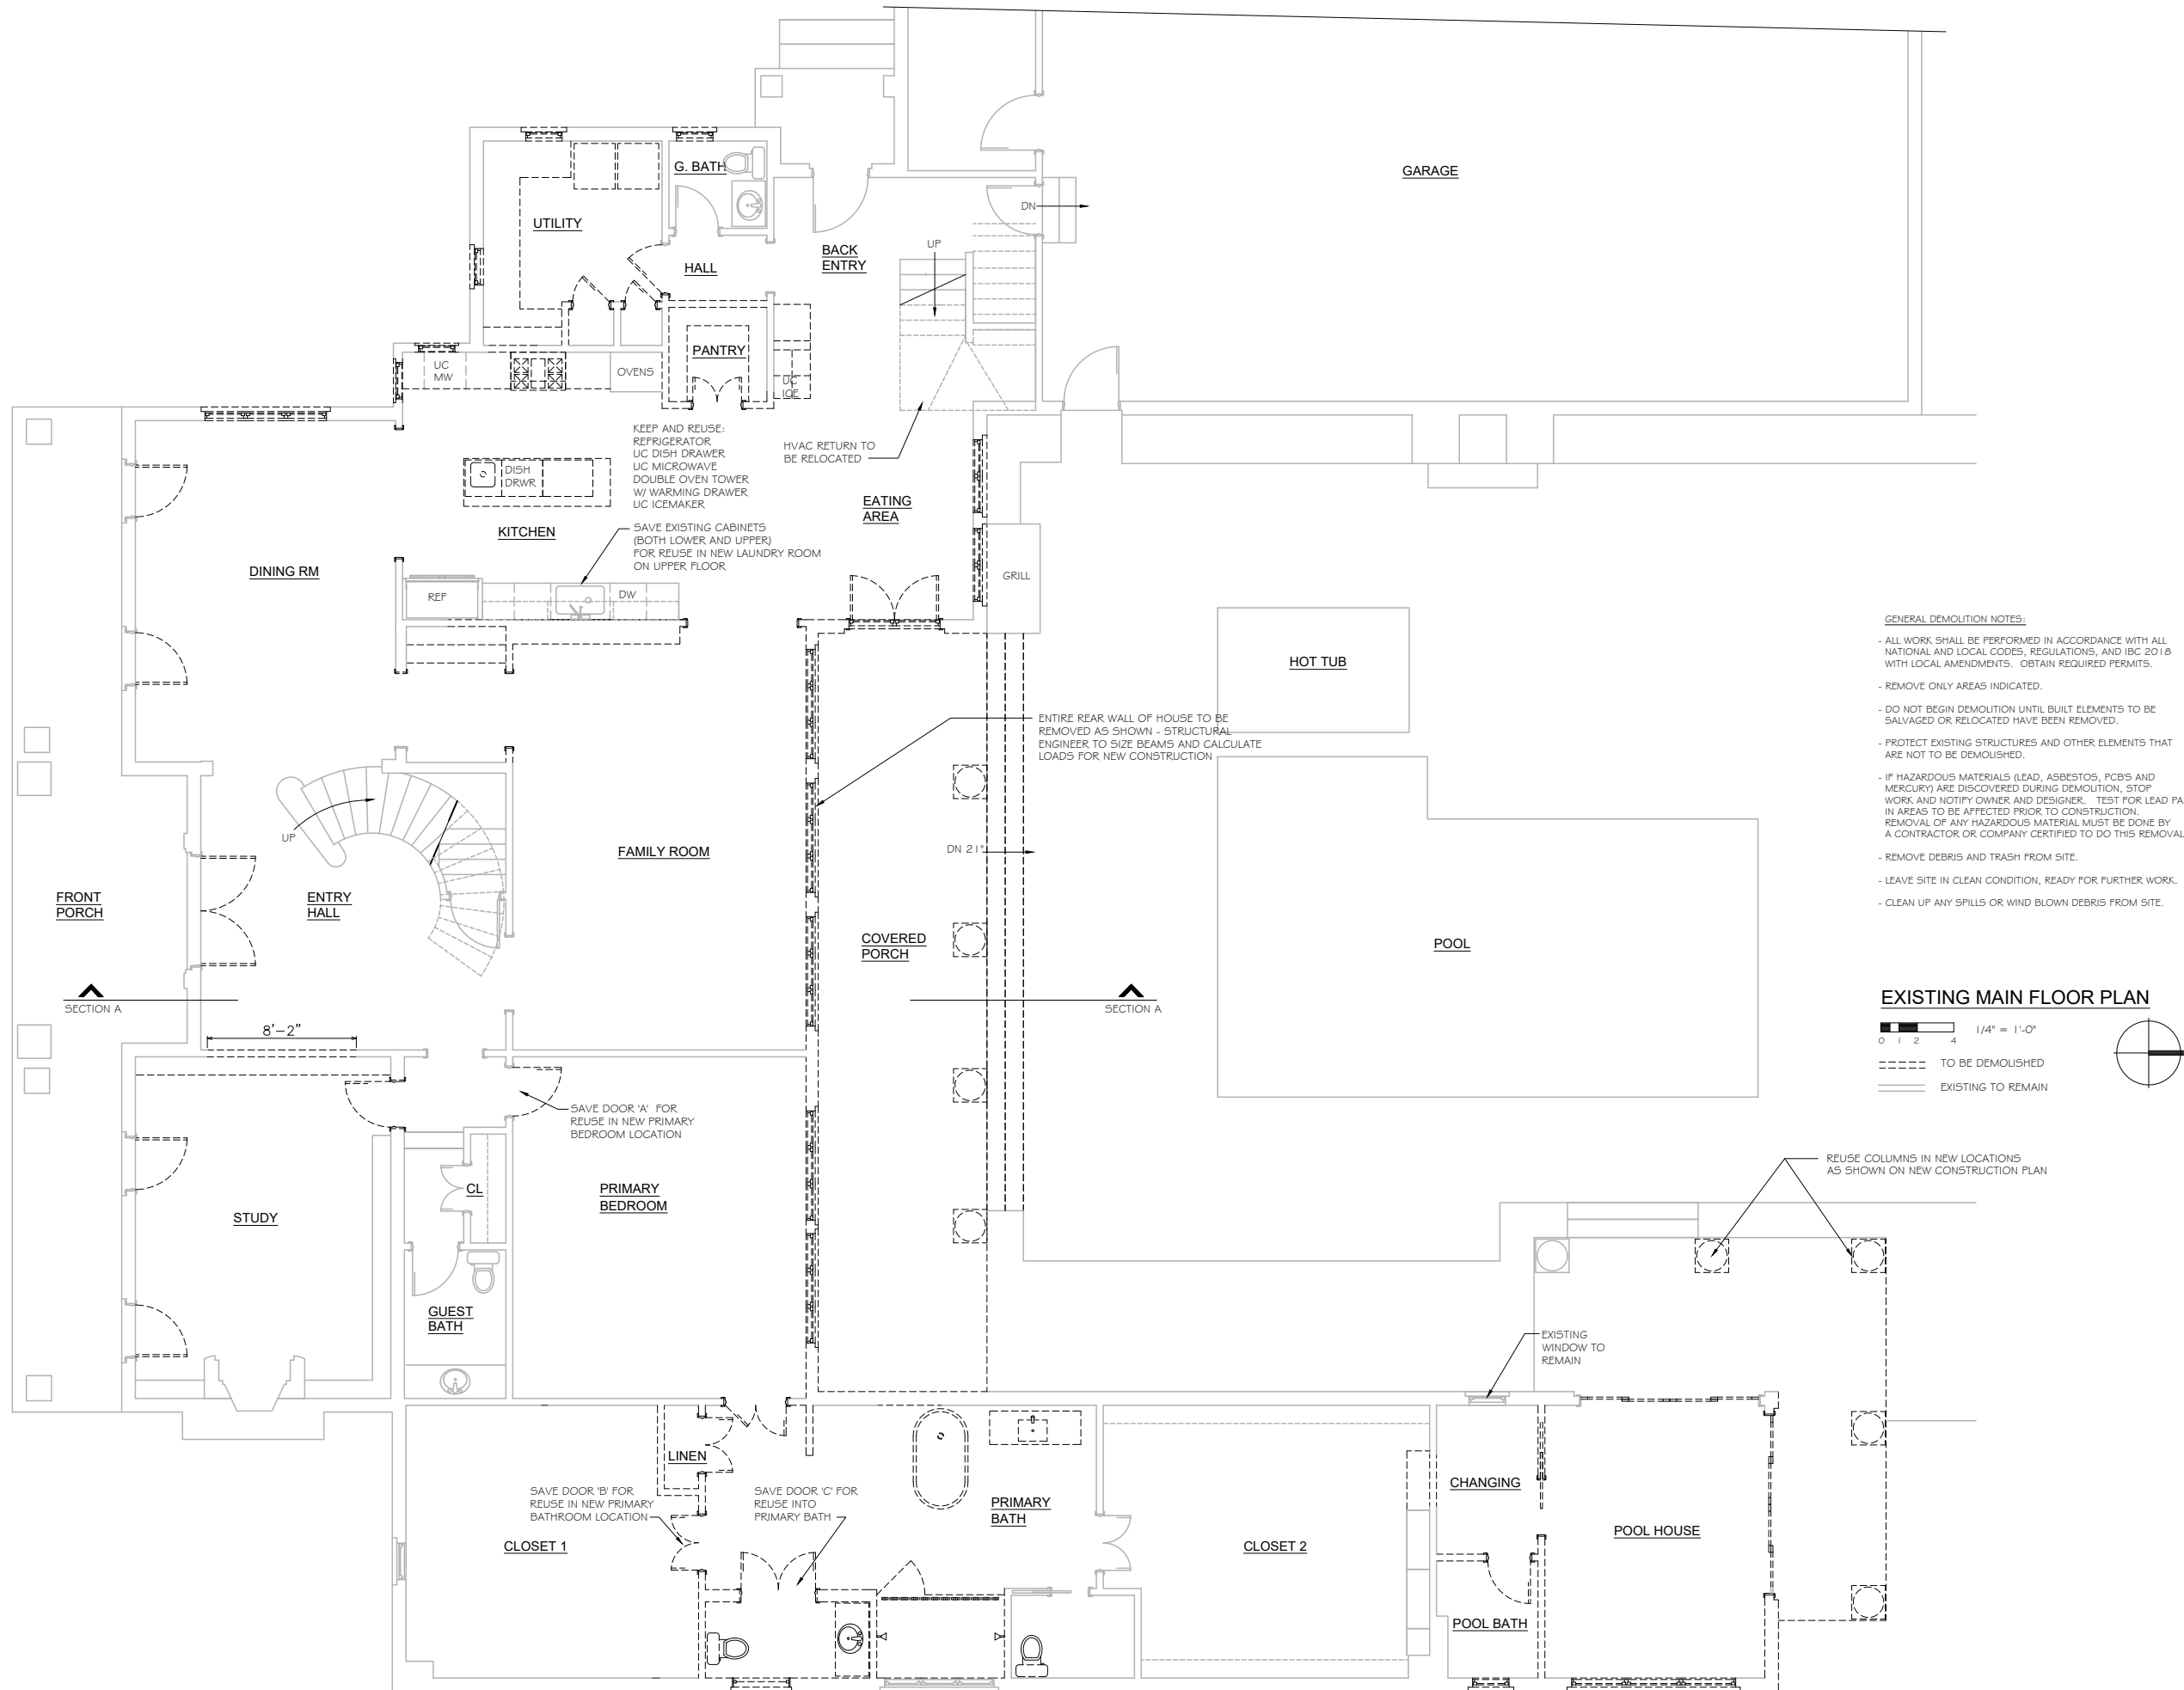 GARAGE
G. BATH
UTILITY
DN
UP
BACK
ENTRY
HALL
PANTRY
UC
MW
OVENS
UC
ICE
KEEP AND REUSE:
REFRIGERATOR
UC DISH DRAWER
UC MICROWAVE
DOUBLE OVEN TOWER
W/ WARMING DRAWER
UC ICEMAKER
HVAC RETURN TO
BE RELOCATED
DISH
DRWR
EATING
AREA
KITCHEN
SAVE EXISTING CABINETS
(BOTH LOWER AND UPPER)
FOR REUSE IN NEW LAUNDRY ROOM
ON UPPER FLOOR
DINING RM
REF
DW
GRILL
HOT TUB
GENERAL DEMOLITION NOTES:
- ALL WORK SHALL BE PERFORMED IN ACCORDANCE WITH ALL
NATIONAL AND LOCAL CODES, REGULATIONS, AND IBC 2018
WITH LOCAL AMENDMENTS. OBTAIN REQUIRED PERMITS.
- REMOVE ONLY AREAS INDICATED.
- DO NOT BEGIN DEMOLITION UNTIL BUILT ELEMENTS TO BE
SALVAGED OR RELOCATED HAVE BEEN REMOVED.
- PROTECT EXISTING STRUCTURES AND OTHER ELEMENTS THAT
ARE NOT TO BE DEMOLISHED.
- IF HAZARDOUS MATERIALS (LEAD, ASBESTOS, PCB'S AND
MERCURY) ARE DISCOVERED DURING DEMOLITION, STOP
WORK AND NOTIFY OWNER AND DESIGNER. TEST FOR LEAD PA
IN AREAS TO BE AFFECTED PRIOR TO CONSTRUCTION.
REMOVAL OF ANY HAZARDOUS MATERIAL MUST BE DONE BY
A CONTRACTOR OR COMPANY CERTIFIED TO DO THIS REMOVAL
- REMOVE DEBRIS AND TRASH FROM SITE.
- LEAVE SITE IN CLEAN CONDITION, READY FOR FURTHER WORK.
- CLEAN UP ANY SPILLS OR WIND BLOWN DEBRIS FROM SITE.
ENTIRE REAR WALL OF HOUSE TO BE
REMOVED AS SHOWN - STRUCTURAL
ENGINEER TO SIZE BEAMS AND CALCULATE
LOADS FOR NEW CONSTRUCTION
UP
FAMILY ROOM
DN 21"
FRONT
PORCH
ENTRY
HALL
COVERED
PORCH
POOL
SECTION A
SECTION A
8'-2"
EXISTING MAIN FLOOR PLAN
0 1 2 4
1/4" = 1'-0"
TO BE DEMOLISHED
EXISTING TO REMAIN
SAVE DOOR 'A' FOR
REUSE IN NEW PRIMARY
BEDROOM LOCATION
REUSE COLUMNS IN NEW LOCATIONS
AS SHOWN ON NEW CONSTRUCTION PLAN
CL
PRIMARY
BEDROOM
STUDY
GUEST
BATH
EXISTING
WINDOW TO
REMAIN
LINEN
SAVE DOOR 'B' FOR
REUSE IN NEW PRIMARY
BATHROOM LOCATION
SAVE DOOR 'C' FOR
REUSE INTO
PRIMARY BATH
PRIMARY
BATH
CHANGING
POOL HOUSE
CLOSET 1
CLOSET 2
POOL BATH